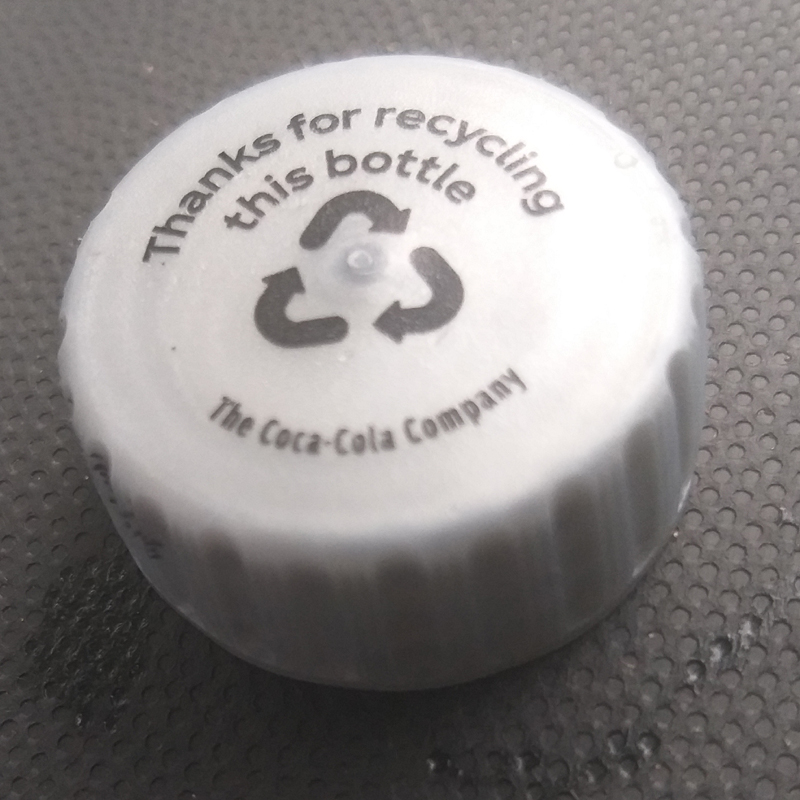 Thanks for recycling
this bottle
The Coca-Cola Company